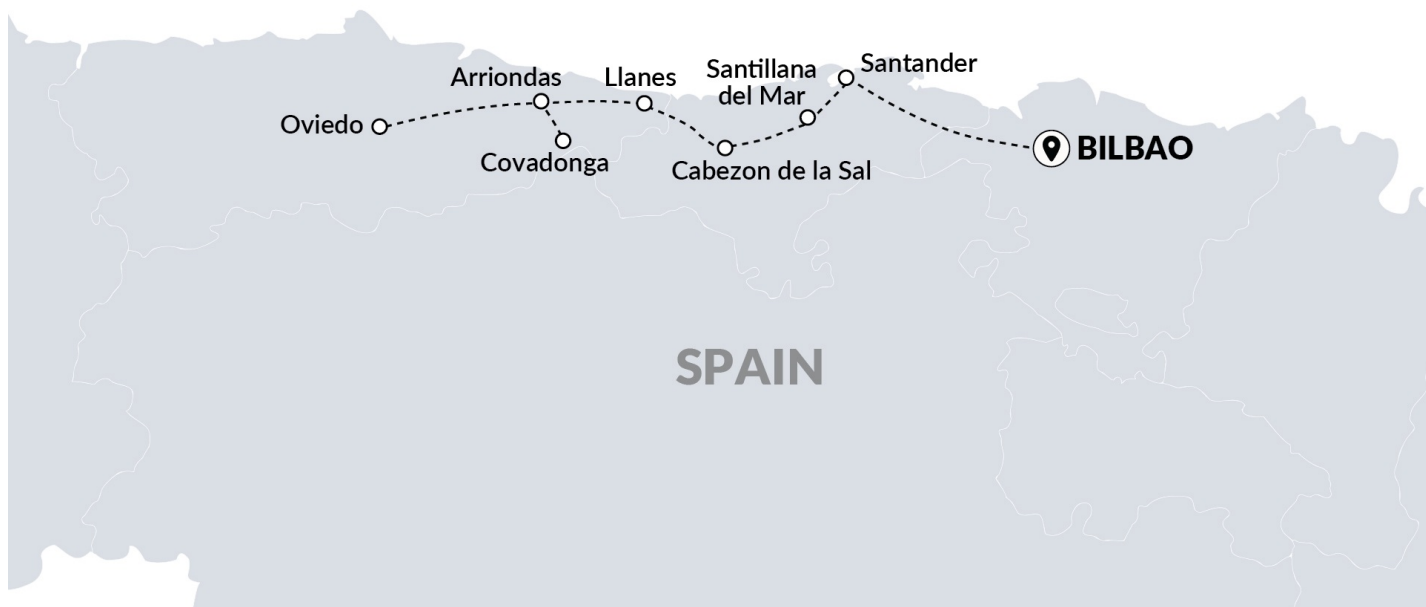 Santander
Arriondas
Llanes
Santillana
del Mar
Oviedo
BILBAO
Covadonga
Cabezon de la Sal
SPAIN